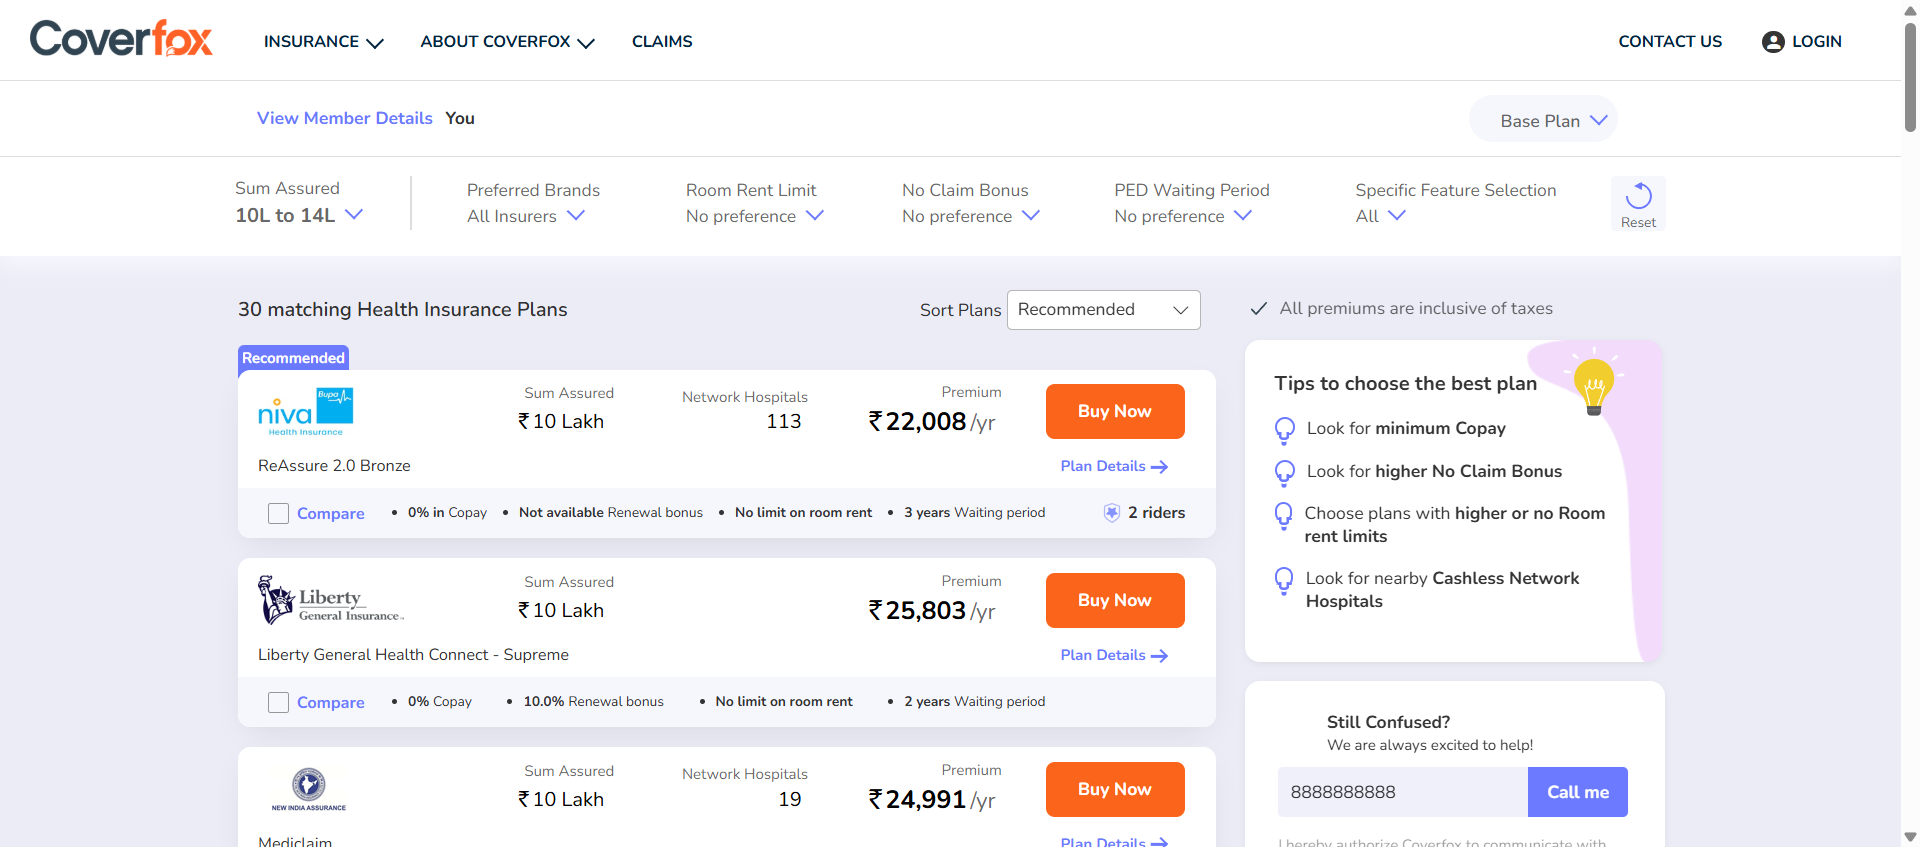 Coverfox
INSURANCE
ABOUT COVERFOX
CLAIMS
CONTACT US
LOGIN
View Member Details You
Base Plan
Sum Assured
10L to 14L
Preferred Brands
All Insurers
Room Rent Limit
No preference
No Claim Bonus
No preference
PED Waiting Period
No preference
Specific Feature Selection
All
Reset
30 matching Health Insurance Plans
Sort Plans
Recommended
All premiums are inclusive of taxes
Recommended
niva Bupa
Health Insurance
Sum Assured
₹10 Lakh
Network Hospitals
113
Premium
₹22,008/yr
Buy Now
ReAssure 2.0 Bronze
Plan Details
Compare
• 0% in Copay
• Not available Renewal bonus
• No limit on room rent
• 3 years Waiting period
2 riders
Liberty
General Insurance
Sum Assured
₹10 Lakh
Premium
₹25,803/yr
Buy Now
Liberty General Health Connect - Supreme
Plan Details
Compare
• 0% Copay
• 10.0% Renewal bonus
• No limit on room rent
• 2 years Waiting period
NEW INDIA ASSURANCE
Sum Assured
₹10 Lakh
Network Hospitals
19
Premium
₹24,991/yr
Buy Now
Mediclaim
Plan Details
Tips to choose the best plan
Look for minimum Copay
Look for higher No Claim Bonus
Choose plans with higher or no Room
rent limits
Look for nearby Cashless Network
Hospitals
Still Confused?
We are always excited to help!
8888888888
Call me
I hereby authorize Coverfox to communicate with